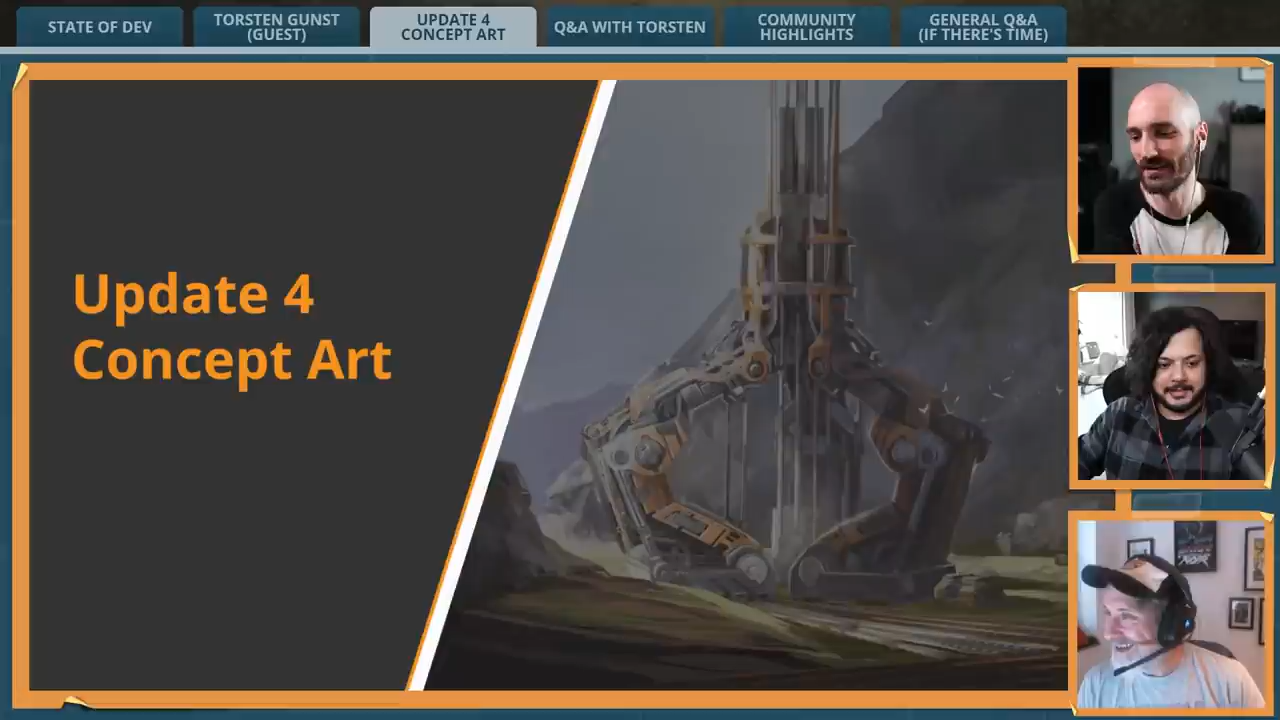 STATE OF DEV
TORSTEN GUNST
(GUEST)
UPDATE 4
CONCEPT ART
Q&A WITH TORSTEN
COMMUNITY
HIGHLIGHTS
GENERAL Q&A
(IF THERE'S TIME)
Update 4
Concept Art